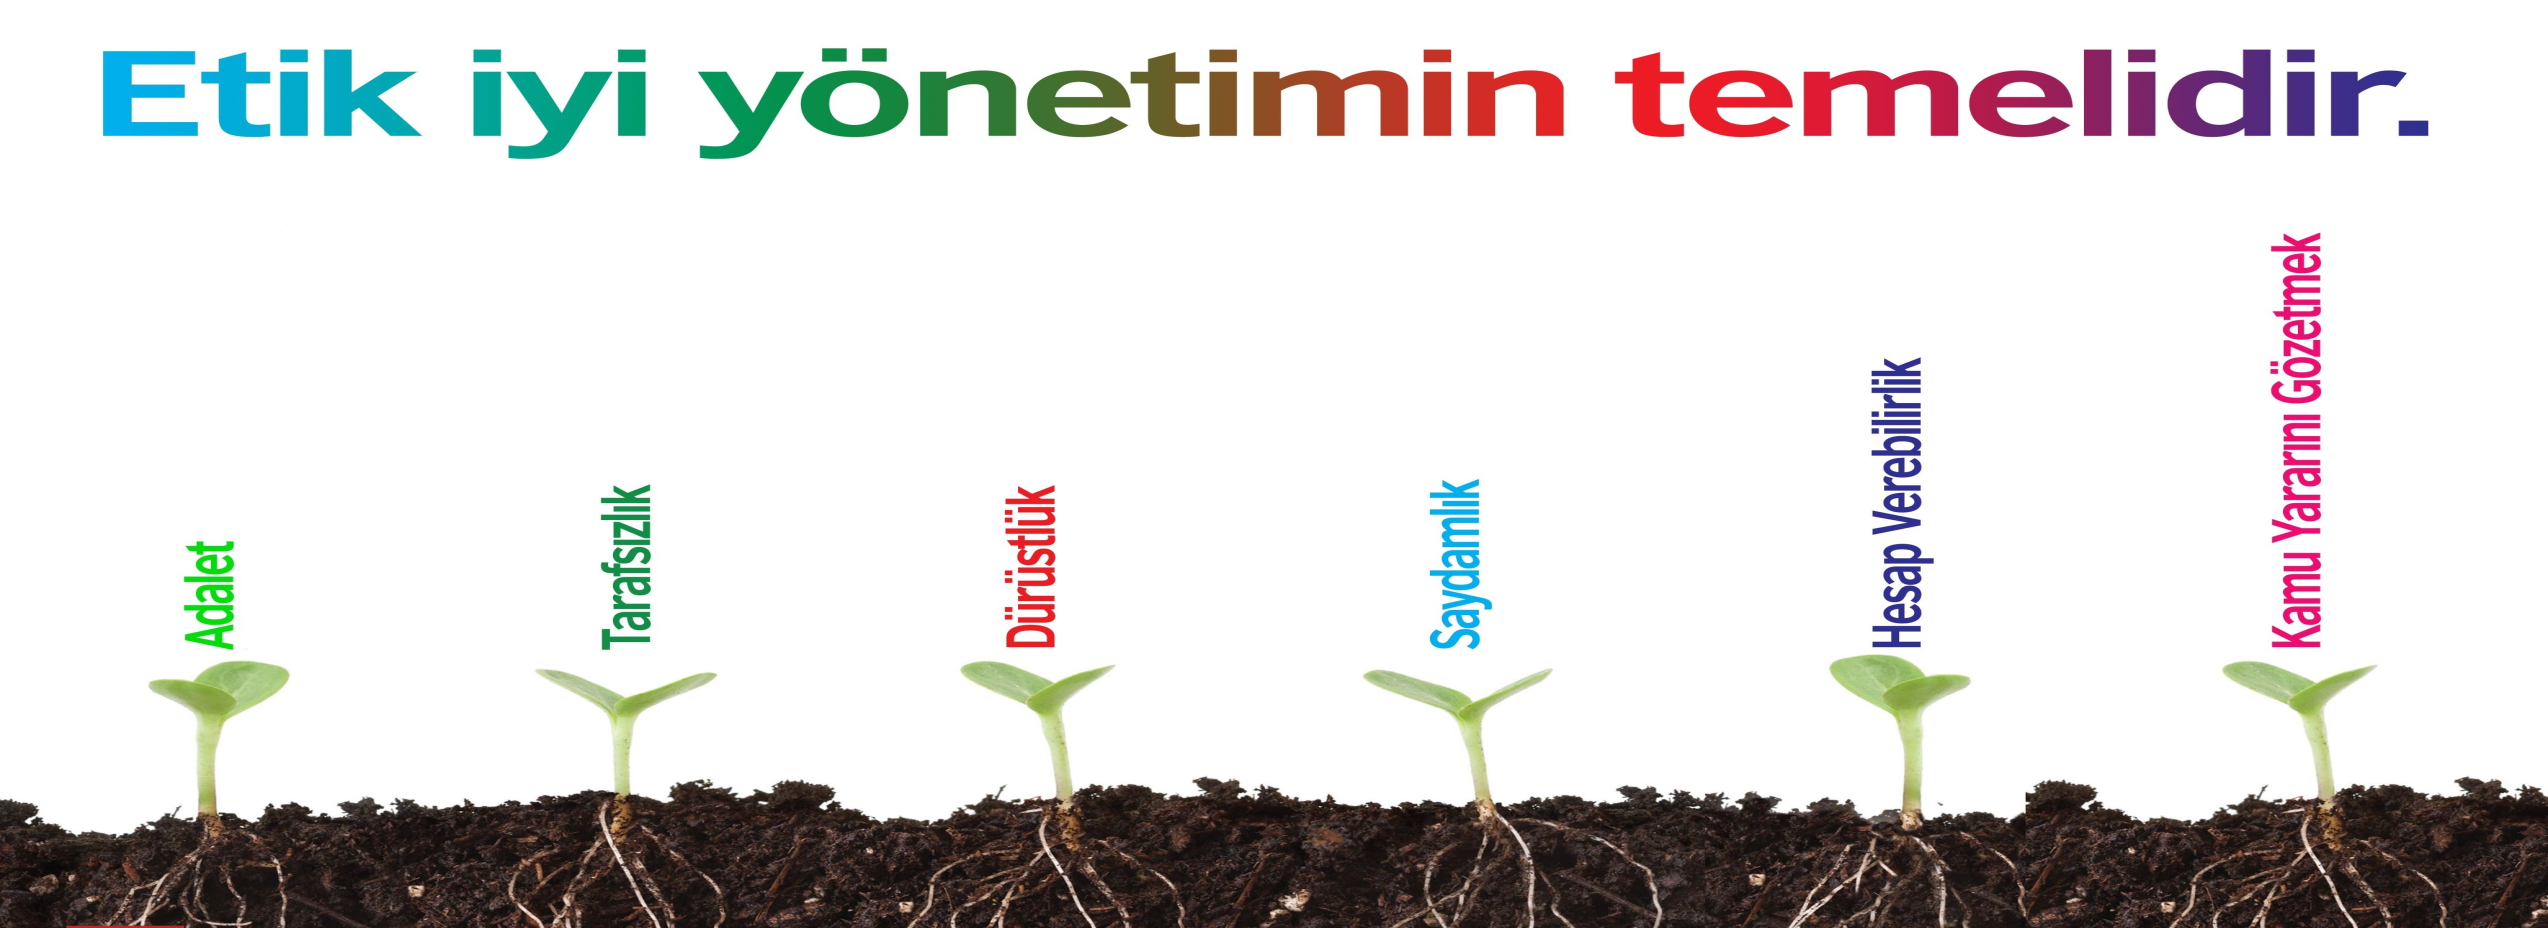 Etik iyi yönetimin temelidir.
Adalet
Tarafsızlık
Dürüstlük
Saydamlık
Hesap Verebilirlik
Kamu Yararını Gözetmek